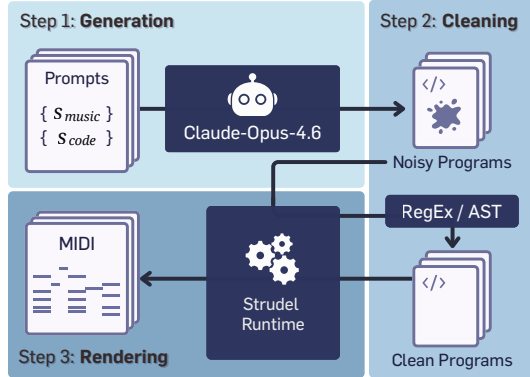 Step 1: Generation
Step 2: Cleaning
Prompts
{ S_music }
{ S_code }
Claude-Opus-4.6
</>
Noisy Programs
RegEx / AST
MIDI
Strudel
Runtime
</>
Clean Programs
Step 3: Rendering